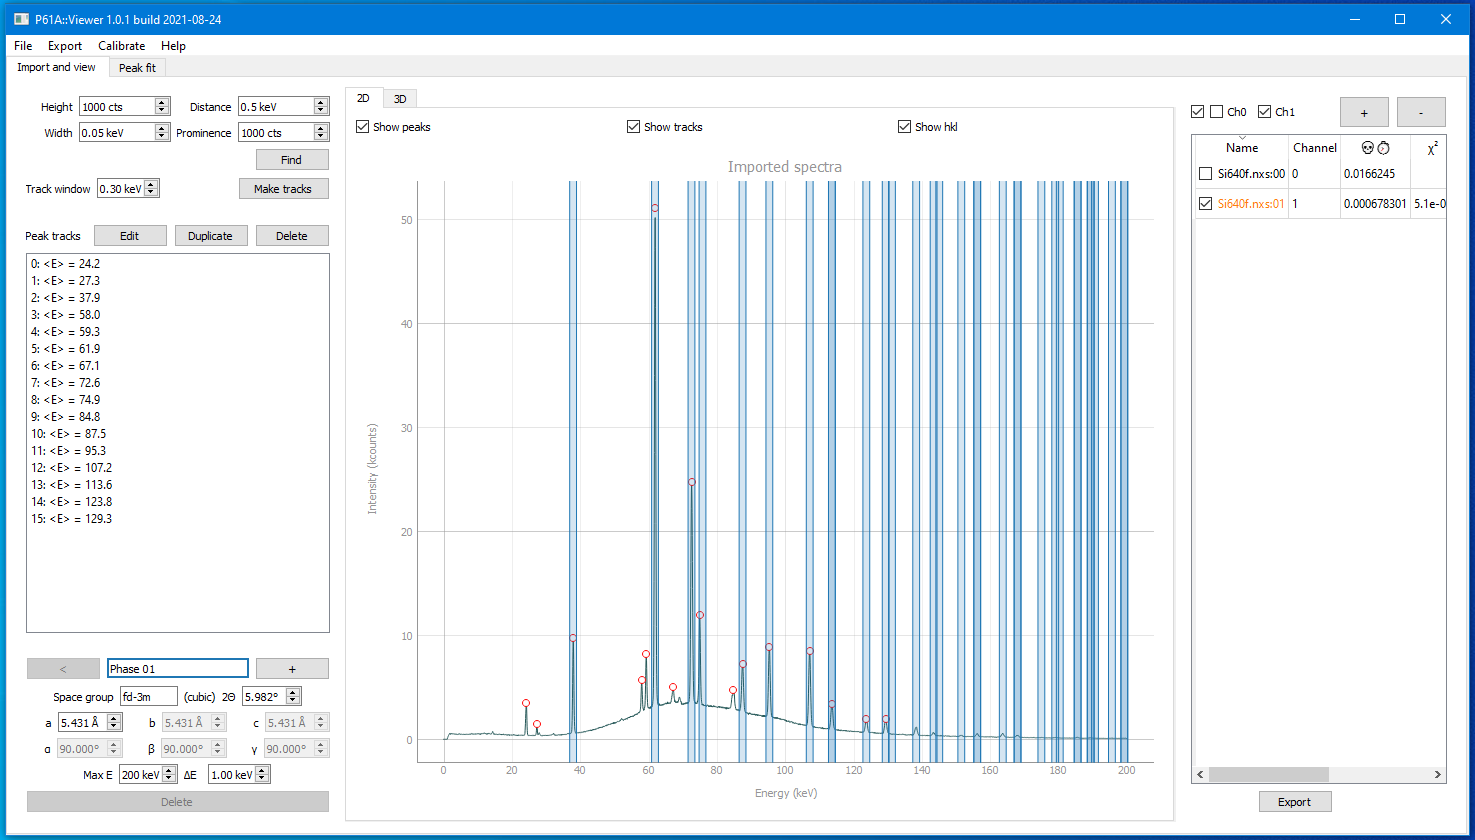 P61A::Viewer 1.0.1 build 2021-08-24
File Export Calibrate Help
Import and view Peak fit
Height 1000 cts Distance 0.5 keV
Width 0.05 keV Prominence 1000 cts
Find
Track window 0.30 keV Make tracks
Peak tracks Edit Duplicate Delete
0: <E> = 24.2
1: <E> = 27.3
2: <E> = 37.9
3: <E> = 58.0
4: <E> = 59.3
5: <E> = 61.9
6: <E> = 67.1
7: <E> = 72.6
8: <E> = 74.9
9: <E> = 84.8
10: <E> = 87.5
11: <E> = 95.3
12: <E> = 107.2
13: <E> = 113.6
14: <E> = 123.8
15: <E> = 129.3
< Phase 01 +
Space group fd-3m (cubic) 2Θ 5.982°
a 5.431 Å b 5.431 Å c 5.431 Å
α 90.000° β 90.000° γ 90.000°
Max E 200 keV ΔE 1.00 keV
Delete
2D 3D
Show peaks Show tracks Show hkl
Imported spectra
Intensity (kcounts)
50
40
30
20
10
0
0 20 40 60 80 100 120 140 160 180 200
Energy (keV)
Ch0 Ch1 + -
Name Channel χ²
Si640f.nxs:00 0 0.0166245
Si640f.nxs:01 1 0.000678301 5.1e-0
Export